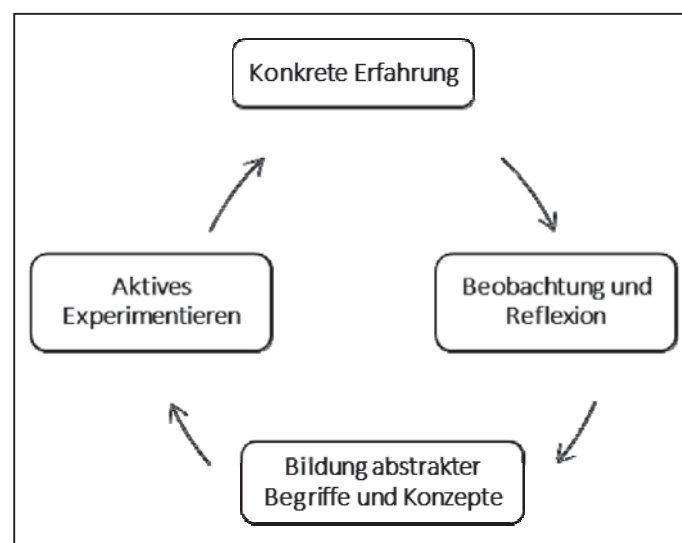 Konkrete Erfahrung
Beobachtung und
Reflexion
Bildung abstrakter
Begriffe und Konzepte
Aktives
Experimentieren